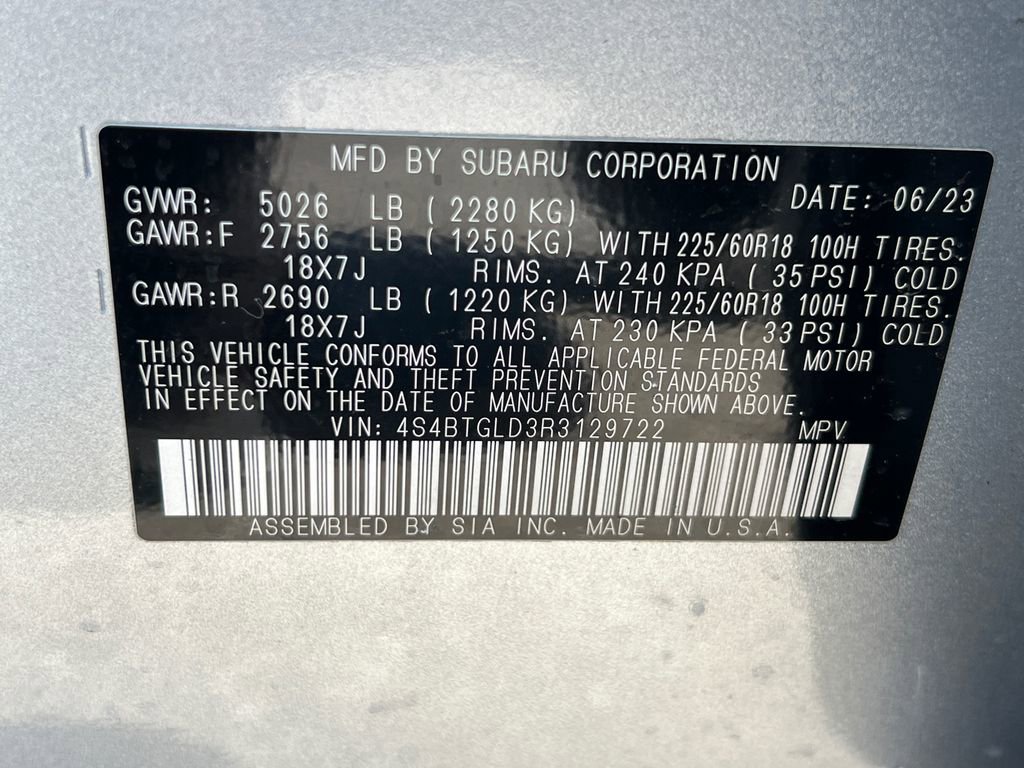 MFD BY SUBARU CORPORATION
DATE: 06/23
GVWR: 5026 LB ( 2280 KG)
GAWR:F 2756 LB ( 1250 KG) WITH 225/60R18 100H TIRES.
18X7J RIMS. AT 240 KPA ( 35 PSI) COLD
GAWR:R 2690 LB ( 1220 KG) WITH 225/60R18 100H TIRES.
18X7J RIMS. AT 230 KPA ( 33 PSI) COLD
THIS VEHICLE CONFORMS TO ALL APPLICABLE FEDERAL MOTOR
VEHICLE SAFETY AND THEFT PREVENTION STANDARDS
IN EFFECT ON THE DATE OF MANUFACTURE SHOWN ABOVE.
VIN: 4S4BTGLD3R3129722 MPV
ASSEMBLED BY SIA INC. MADE IN U.S.A.